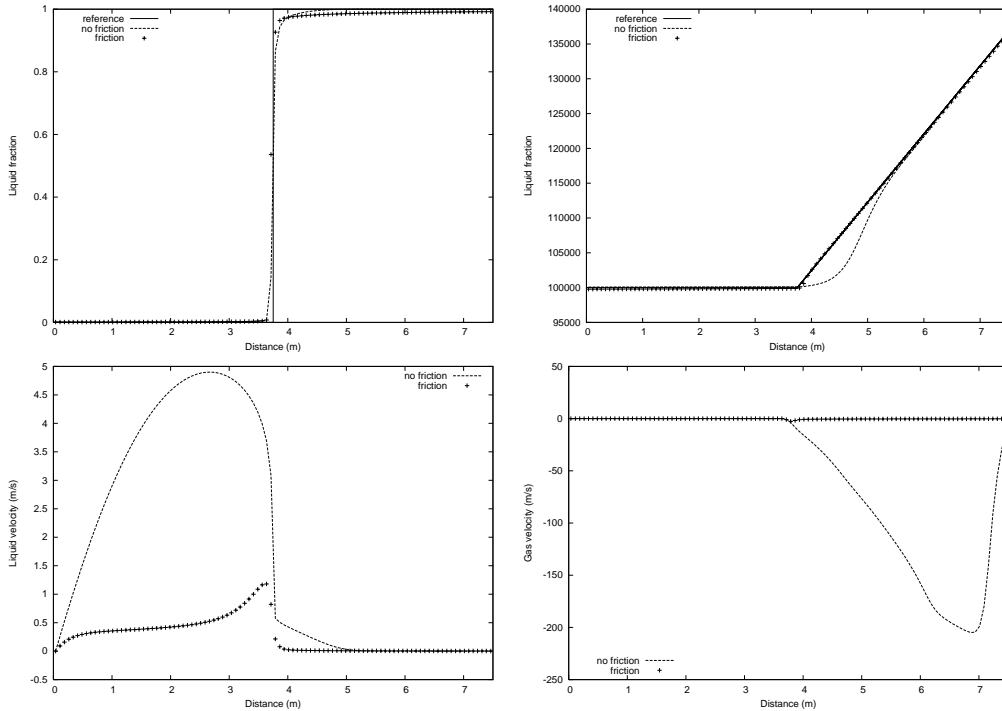 reference
no friction
friction
1
0.8
0.6
0.4
0.2
0
Liquid fraction
0 1 2 3 4 5 6 7
Distance (m)
reference
no friction
friction
140000
135000
130000
125000
120000
115000
110000
105000
100000
95000
Liquid fraction
0 1 2 3 4 5 6 7
Distance (m)
no friction
friction
5
4.5
4
3.5
3
2.5
2
1.5
1
0.5
0
-0.5
Liquid velocity (m/s)
0 1 2 3 4 5 6 7
Distance (m)
50
0
-50
-100
-150
-200
-250
Gas velocity (m/s)
no friction
friction
0 1 2 3 4 5 6 7
Distance (m)